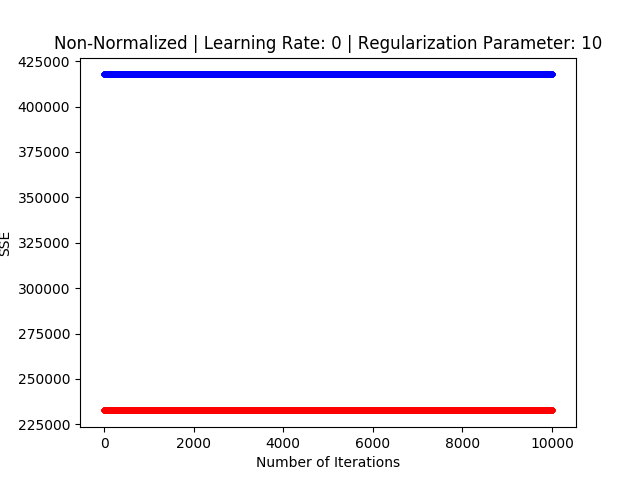 Non-Normalized | Learning Rate: 0 | Regularization Parameter: 10
425000
400000
375000
350000
325000
300000
275000
250000
225000
SSE
0 2000 4000 6000 8000 10000
Number of Iterations